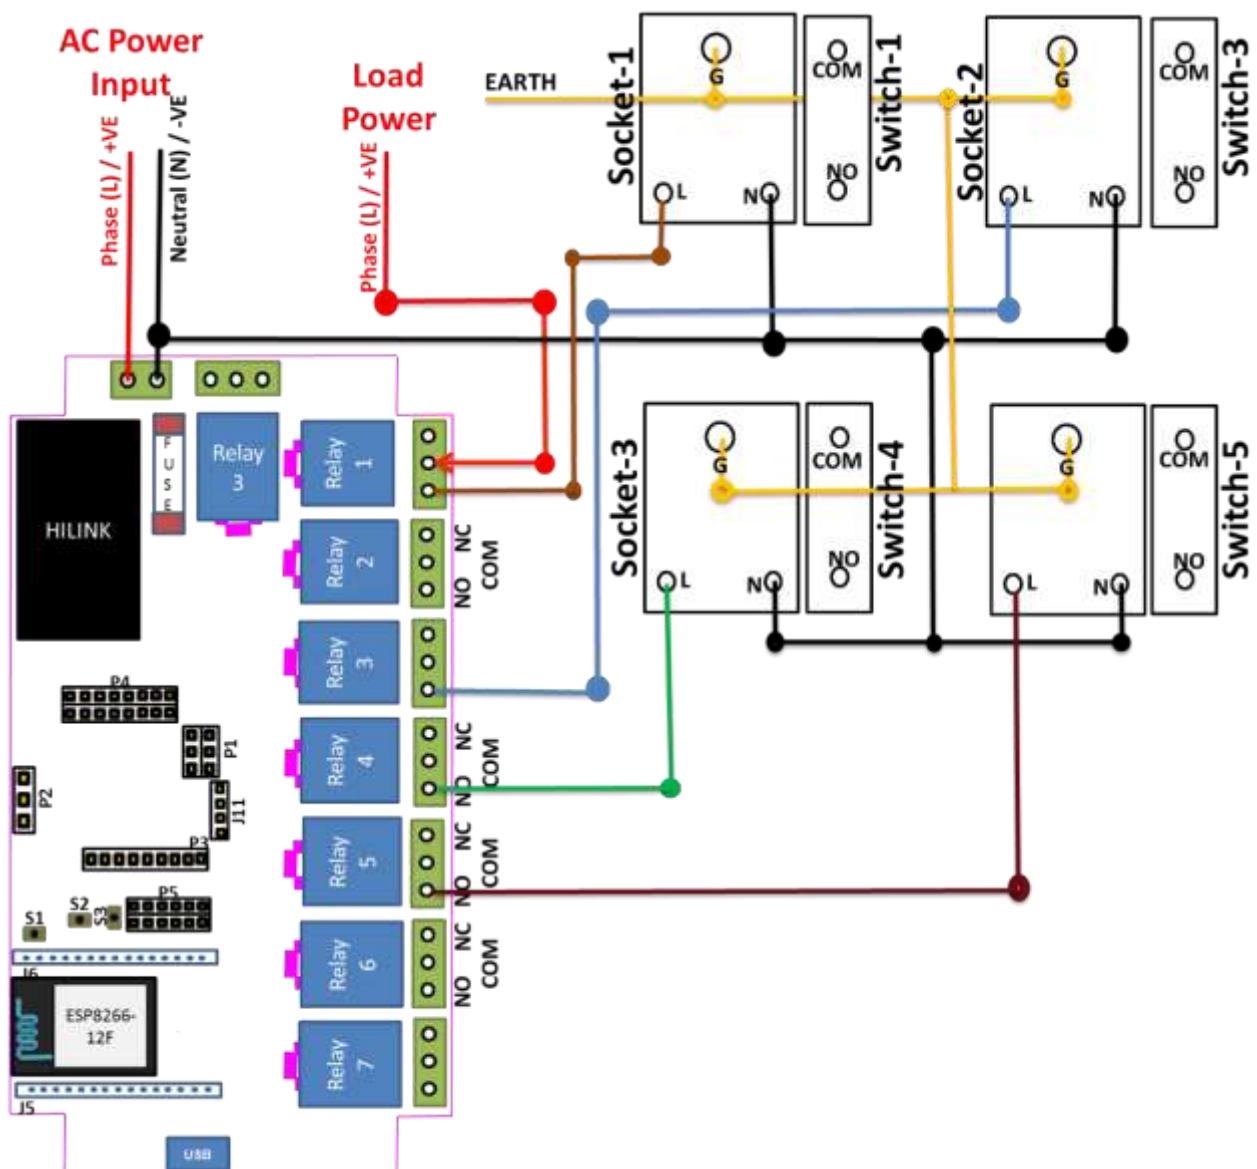 AC Power
Input
Phase (L) / +VE
Neutral (N) / -VE
Load
Power
Phase (L) / +VE
EARTH
Socket-1
G
L
N
COM
NO
Switch-1
Socket-2
G
L
N
COM
NO
Switch-3
Socket-3
G
L
N
COM
NO
Switch-4
G
L
N
COM
NO
Switch-5
HILINK
FUSE
Relay
3
Relay
1
Relay
2
NO NC
COM
Relay
3
Relay
4
NO NC
COM
Relay
5
NO NC
COM
Relay
6
NO NC
COM
Relay
7
P4
P1
P2
J11
P3
P5
S1
S2
S3
J6
ESP8266-
12F
J5
USB